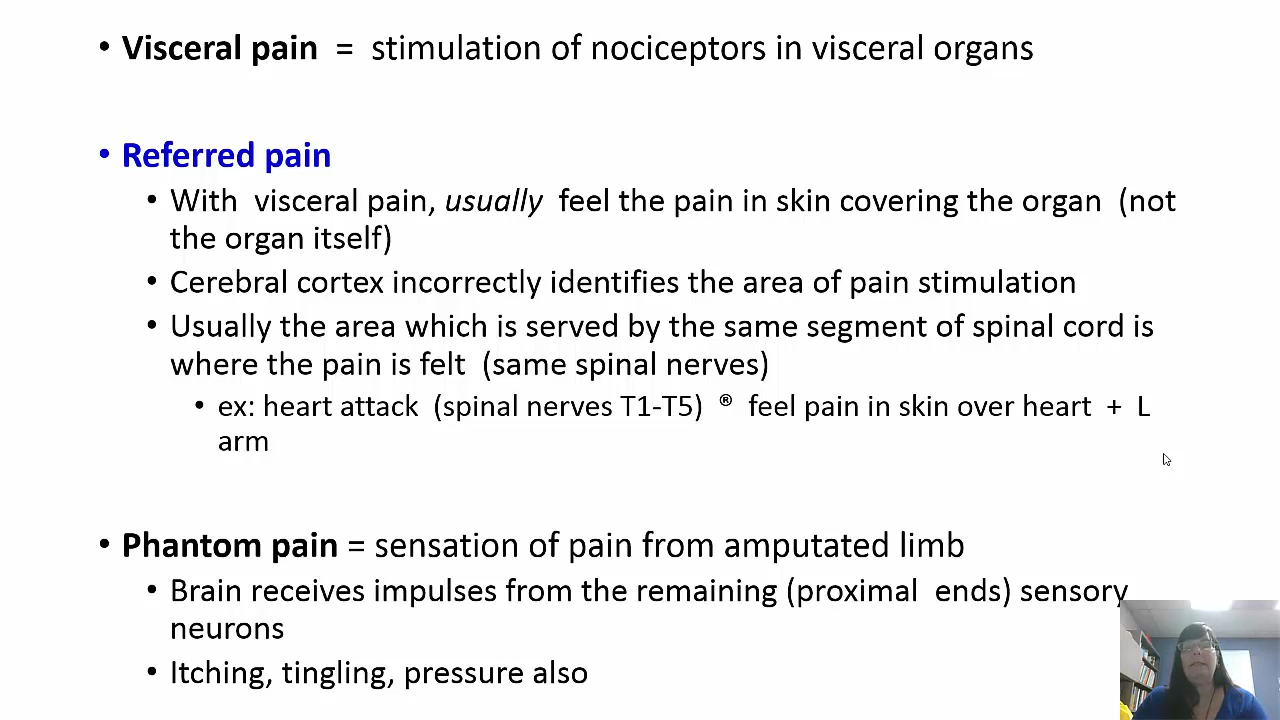 • Visceral pain = stimulation of nociceptors in visceral organs
• Referred pain
• With visceral pain, usually feel the pain in skin covering the organ (not
the organ itself)
• Cerebral cortex incorrectly identifies the area of pain stimulation
• Usually the area which is served by the same segment of spinal cord is
where the pain is felt (same spinal nerves)
• ex: heart attack (spinal nerves T1-T5) ® feel pain in skin over heart + L
arm
• Phantom pain = sensation of pain from amputated limb
• Brain receives impulses from the remaining (proximal ends) sensory
neurons
• Itching, tingling, pressure also